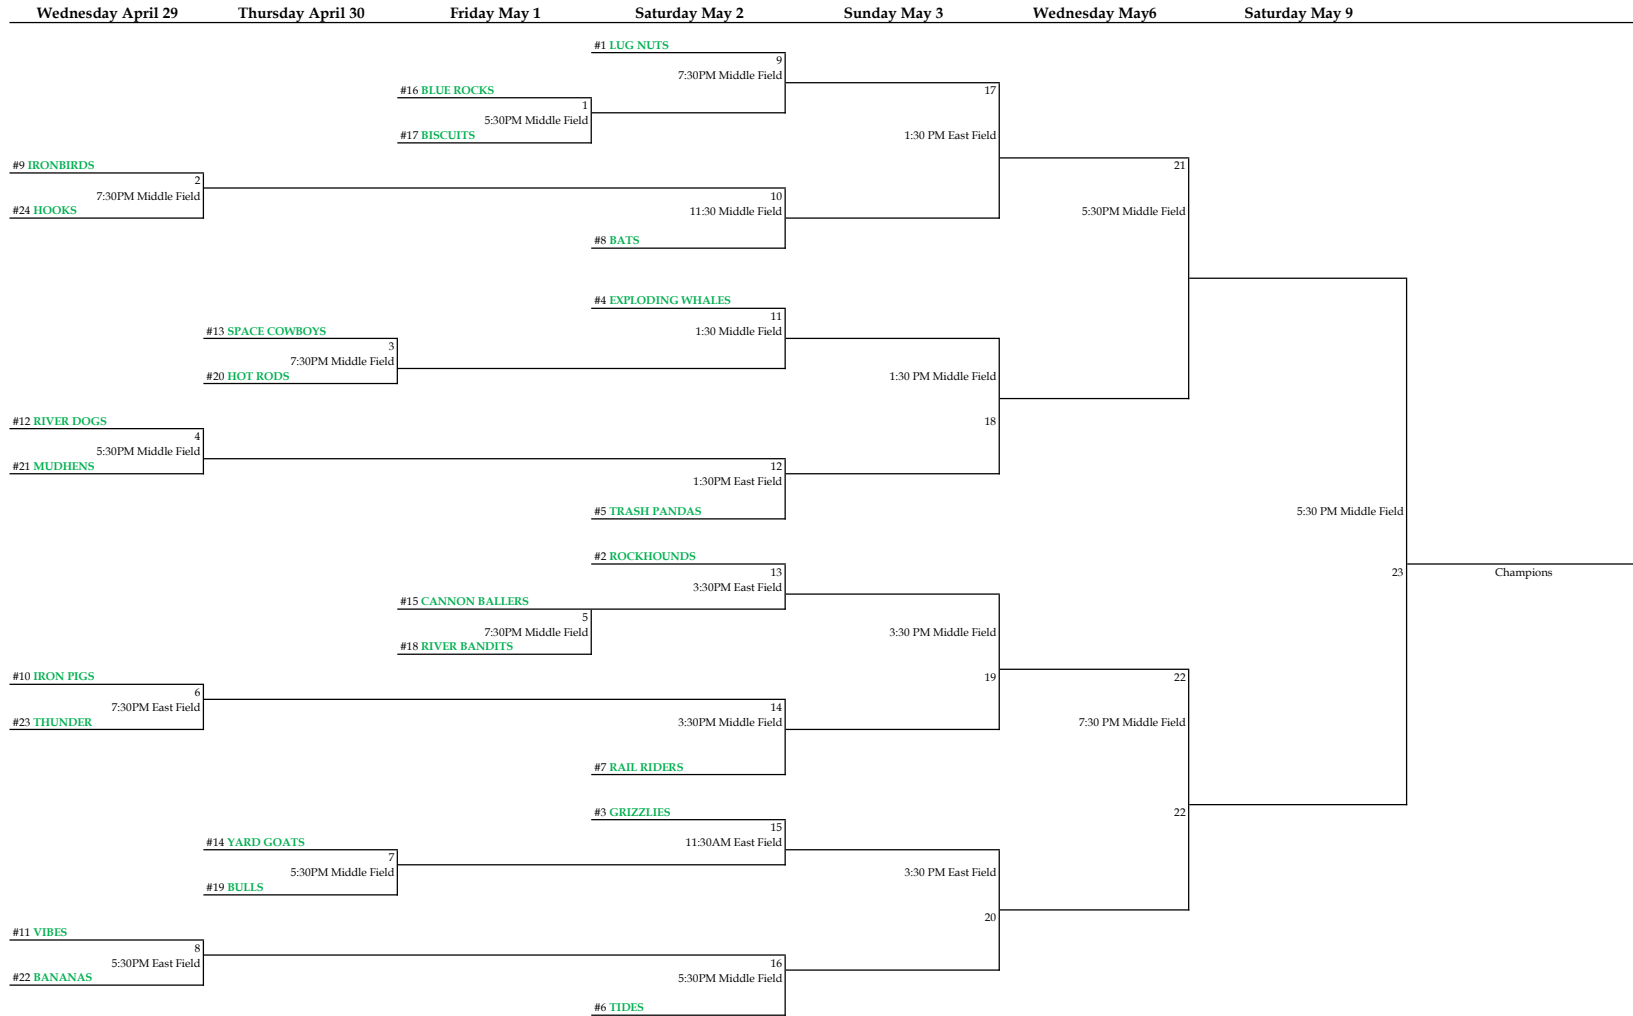 Wednesday April 29 Thursday April 30 Friday May 1 Saturday May 2 Sunday May 3 Wednesday May6 Saturday May 9
#1 LUG NUTS
9
7:30PM Middle Field
#16 BLUE ROCKS
17
1
5:30PM Middle Field
#17 BISCUITS
1:30 PM East Field
#9 IRONBIRDS
21
2
7:30PM Middle Field
10
#24 HOOKS
11:30 Middle Field
5:30PM Middle Field
#8 BATS
#4 EXPLODING WHALES
11
#13 SPACE COWBOYS
1:30 Middle Field
3
7:30PM Middle Field
#20 HOT RODS
1:30 PM Middle Field
#12 RIVER DOGS
18
4
5:30PM Middle Field
#21 MUDHENS
12
1:30PM East Field
#5 TRASH PANDAS
5:30 PM Middle Field
#2 ROCKHOUNDS
13
23
Champions
3:30PM East Field
#15 CANNON BALLERS
5
7:30PM Middle Field
3:30 PM Middle Field
#18 RIVER BANDITS
#10 IRON PIGS
19
22
6
7:30PM East Field
14
#23 THUNDER
3:30PM Middle Field
7:30 PM Middle Field
#7 RAIL RIDERS
#3 GRIZZLIES
22
15
#14 YARD GOATS
11:30AM East Field
7
5:30PM Middle Field
3:30 PM East Field
#19 BULLS
20
#11 VIBES
8
5:30PM East Field
16
#22 BANANAS
5:30PM Middle Field
#6 TIDES